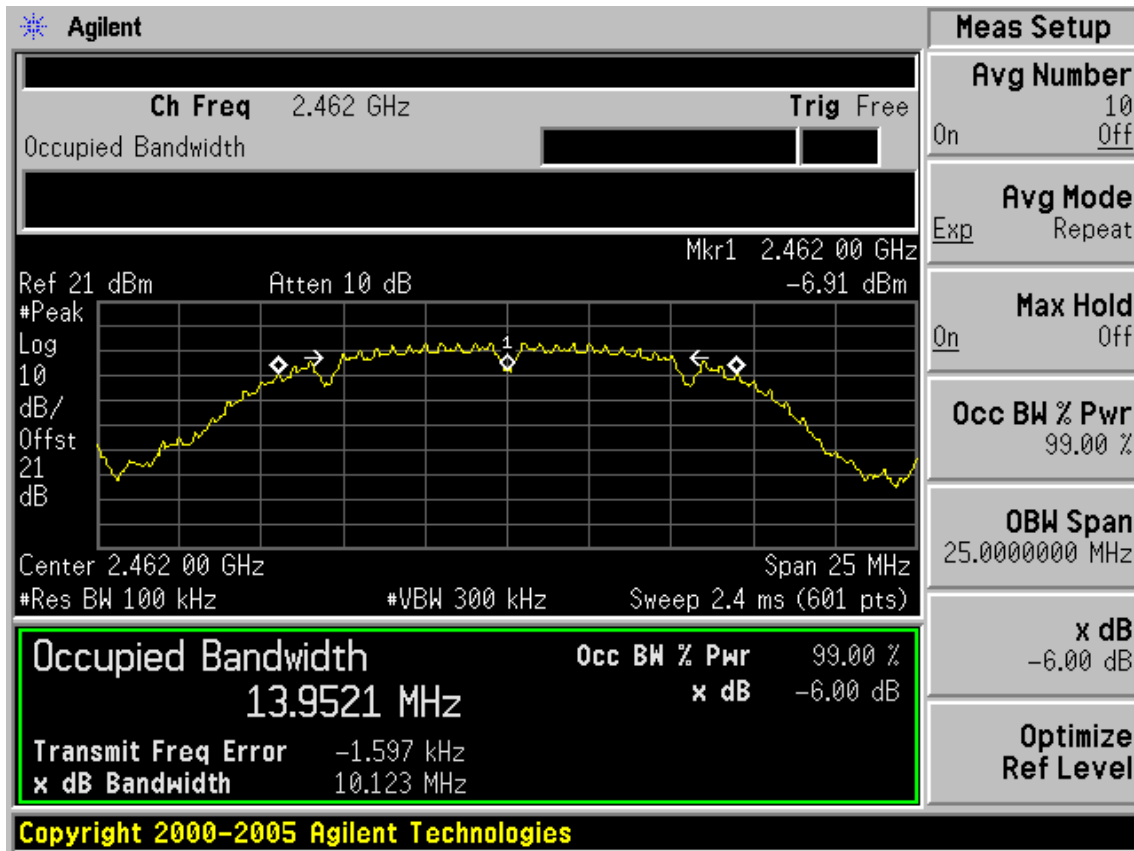 Agilent
Meas Setup
Ch Freq 2.462 GHz Trig Free
Occupied Bandwidth
Mkr1 2.462 00 GHz
Ref 21 dBm Atten 10 dB -6.91 dBm
#Peak
Log
10
dB/
Offst
21
dB
1
Center 2.462 00 GHz Span 25 MHz
#Res BW 100 kHz #VBW 300 kHz Sweep 2.4 ms (601 pts)
Occupied Bandwidth
13.9521 MHz
Occ BW % Pwr 99.00 %
x dB -6.00 dB
Transmit Freq Error -1.597 kHz
x dB Bandwidth 10.123 MHz
Avg Number
10
On Off
Avg Mode
Exp Repeat
Max Hold
On Off
Occ BW % Pwr
99.00 %
OBW Span
25.0000000 MHz
x dB
-6.00 dB
Optimize
Ref Level
Copyright 2000-2005 Agilent Technologies